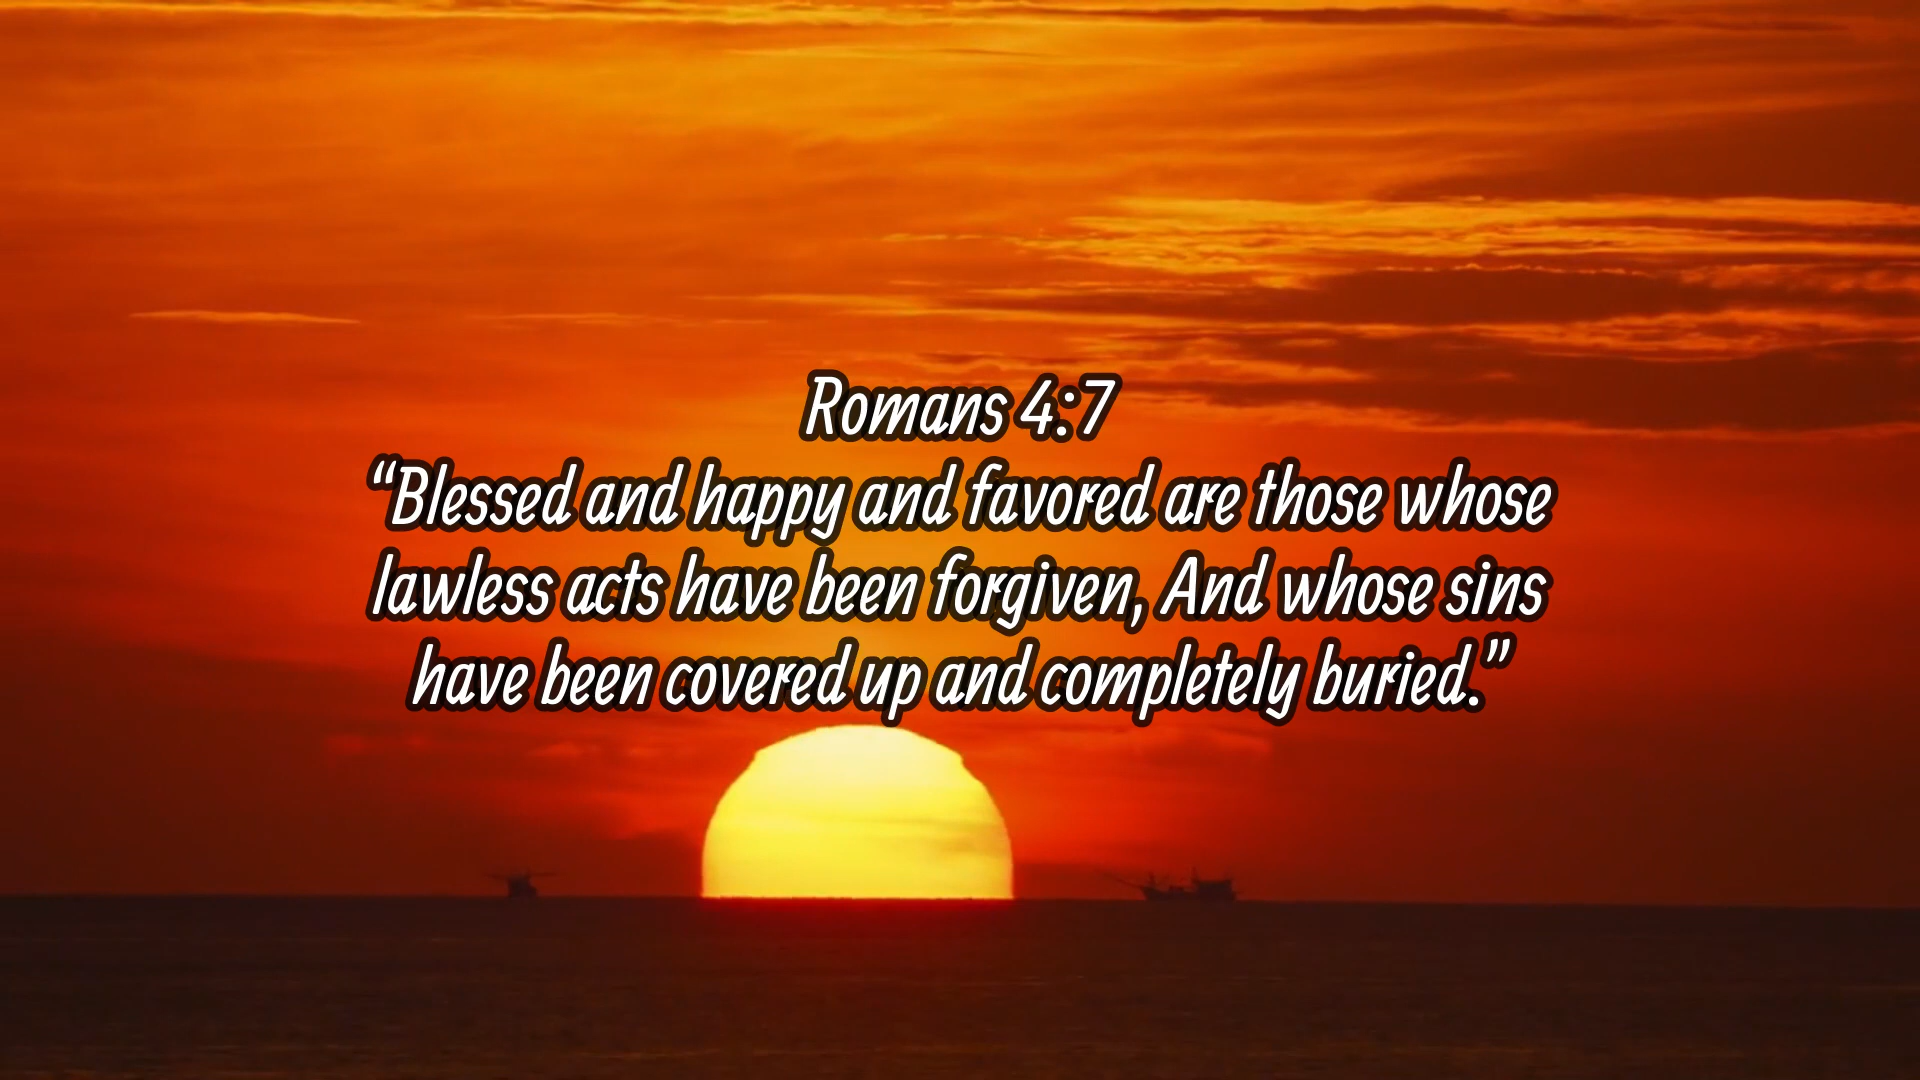 Romans 4:7
“Blessed and happy and favored are those whose
lawless acts have been forgiven, And whose sins
have been covered up and completely buried.”